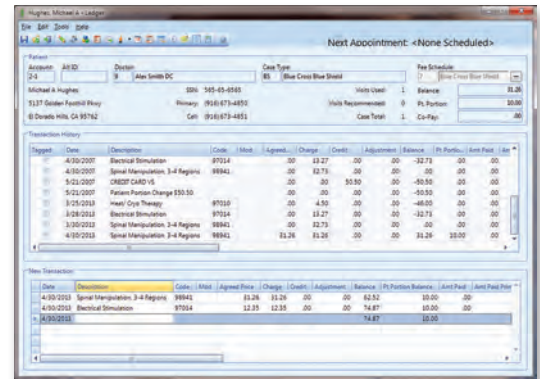 Hughes, Michael A - Ledger
File Edit Tools Help
Next Appointment: <None Scheduled>
Patient
Account: Alt ID: Doctor: Case Type: Fee Schedule:
2-1 9 Alex Smith DC BS Blue Cross Blue Shield Blue Cross Blue Shield
Michael A Hughes SSN: 565-65-6565 Visits Used: 1 Balance: 31.26
5137 Golden Foothill Pkwy Primary: (916) 673-4850 Visits Recommended: 0 Pt. Portion: 10.00
El Dorado Hills, CA 95762 Cell: (916) 673-4851 Case Total: 1 Co-Pay: .00
Transaction History
Tagged Date Description Code Mod Agreed... Charge Credit Adjustment Balance Pt Portio... Amt Paid
4/30/2007 Electrical Stimulation 97014 .00 13.27 .00 .00 -32.73 .00 .00
4/30/2007 Spinal Manipulation, 3-4 Regions 98941 .00 32.73 .00 .00 .00 .00 .00
5/21/2007 CREDIT CARD VS .00 .00 50.50 .00 -50.50 .00 .00
5/21/2007 Patient Portion Change $50.50 .00 .00 .00 .00 -50.50 .00 .00
3/25/2013 Heat/ Cryo Therapy 97010 .00 4.50 .00 .00 -46.00 .00 .00
3/28/2013 Electrical Stimulation 97014 .00 13.27 .00 .00 -32.73 .00 .00
3/30/2013 Spinal Manipulation, 3-4 Regions 98941 .00 32.73 .00 .00 .00 .00 .00
4/30/2013 Spinal Manipulation, 3-4 Regions 98941 31.26 31.26 .00 .00 31.26 10.00 .00
New Transaction
Date Description Code Mod Agreed Price Charge Credit Adjustment Balance Pt Portion Balance Amt Paid Amt Paid Prim
4/30/2013 Spinal Manipulation, 3-4 Regions 98941 31.26 31.26 .00 .00 62.52 10.00 .00
4/30/2013 Electrical Stimulation 97014 12.35 12.35 .00 .00 74.87 10.00 .00
4/30/2013 74.87 10.00